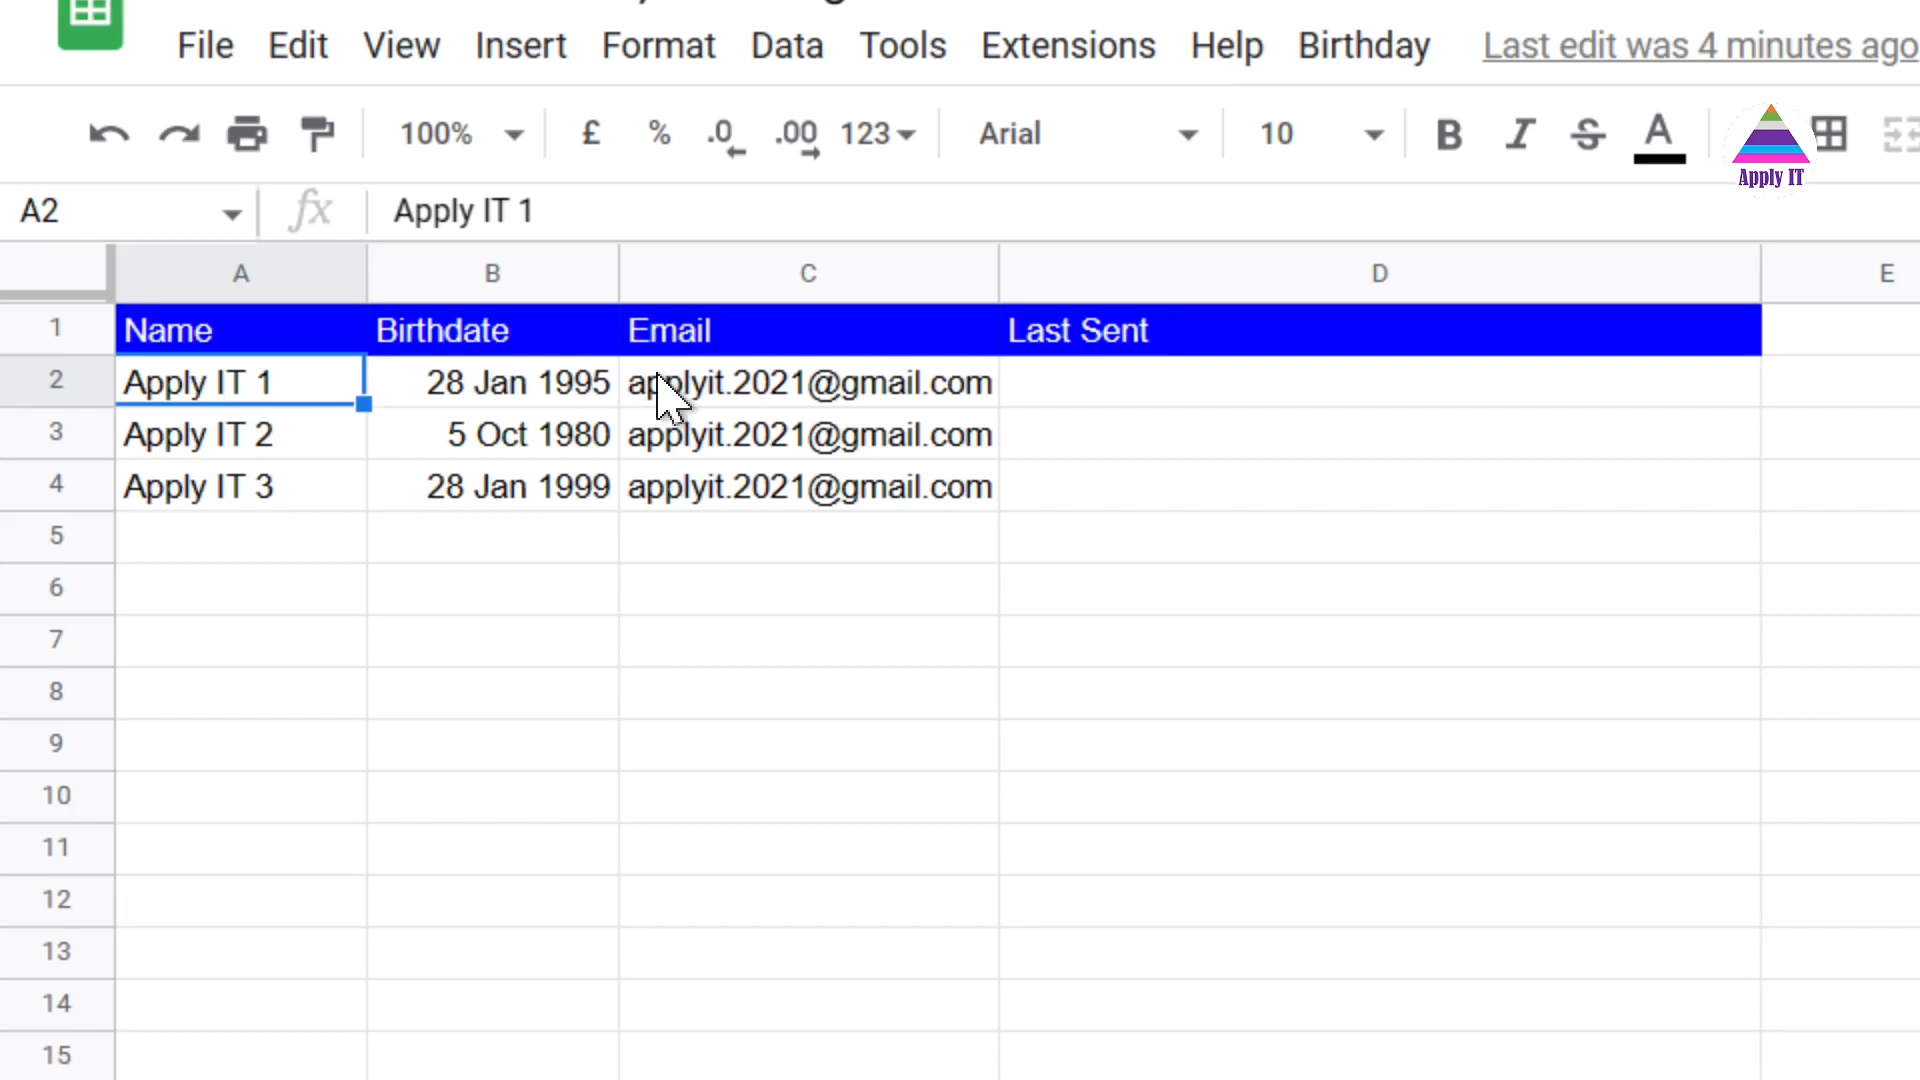 File Edit View Insert Format Data Tools Extensions Help Birthday Last edit was 4 minutes ago
100% £ % .0 .00 123 Arial 10 B I S A
Apply IT
A2 fx Apply IT 1
A B C D E
1 Name Birthdate Email Last Sent
2 Apply IT 1 28 Jan 1995 applyit.2021@gmail.com
3 Apply IT 2 5 Oct 1980 applyit.2021@gmail.com
4 Apply IT 3 28 Jan 1999 applyit.2021@gmail.com
5
6
7
8
9
10
11
12
13
14
15